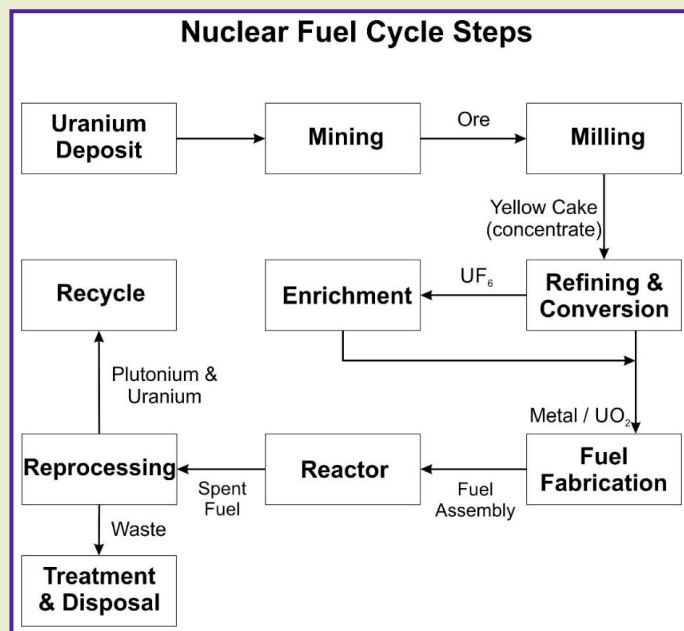 Nuclear Fuel Cycle Steps
Uranium
Deposit
Mining
Ore
Milling
Yellow Cake
(concentrate)
Recycle
Enrichment
UF₆
Refining &
Conversion
Plutonium &
Uranium
Metal / UO₂
Reprocessing
Spent
Fuel
Reactor
Fuel
Assembly
Fuel
Fabrication
Waste
Treatment
& Disposal